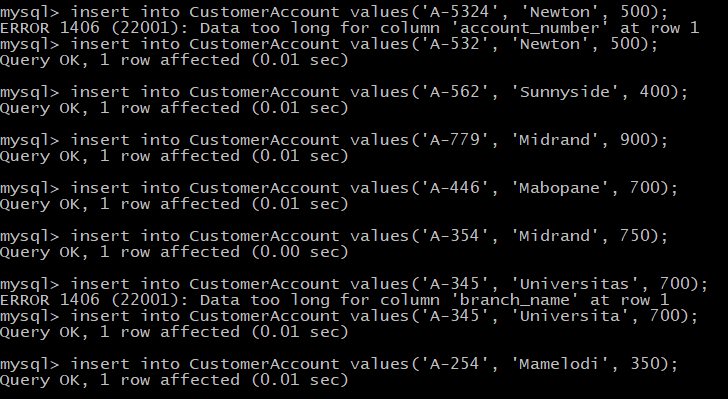 mysql> insert into CustomerAccount values('A-5324', 'Newton', 500);
ERROR 1406 (22001): Data too long for column 'account_number' at row 1
mysql> insert into CustomerAccount values('A-532', 'Newton', 500);
Query OK, 1 row affected (0.01 sec)
mysql> insert into CustomerAccount values('A-562', 'Sunnyside', 400);
Query OK, 1 row affected (0.01 sec)
mysql> insert into CustomerAccount values('A-779', 'Midrand', 900);
Query OK, 1 row affected (0.01 sec)
mysql> insert into CustomerAccount values('A-446', 'Mabopane', 700);
Query OK, 1 row affected (0.01 sec)
mysql> insert into CustomerAccount values('A-354', 'Midrand', 750);
Query OK, 1 row affected (0.00 sec)
mysql> insert into CustomerAccount values('A-345', 'Universitas', 700);
ERROR 1406 (22001): Data too long for column 'branch_name' at row 1
mysql> insert into CustomerAccount values('A-345', 'Universita', 700);
Query OK, 1 row affected (0.01 sec)
mysql> insert into CustomerAccount values('A-254', 'Mamelodi', 350);
Query OK, 1 row affected (0.01 sec)